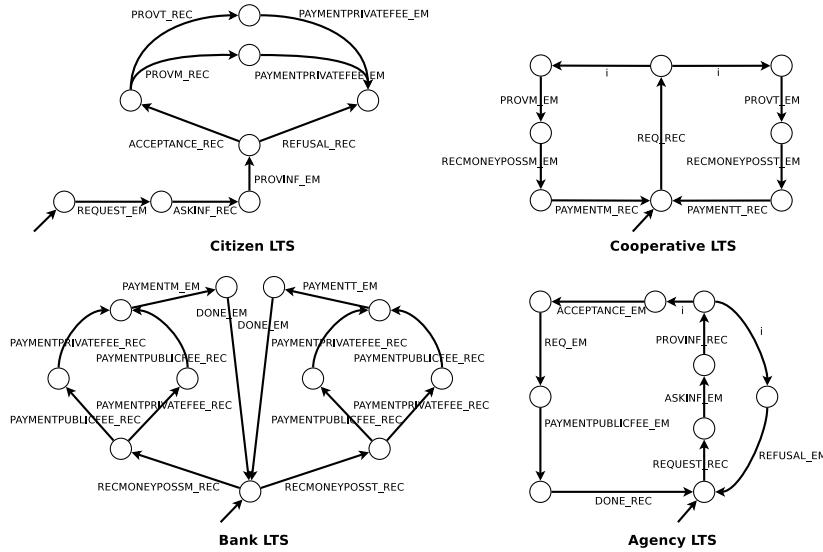 PROVT_REC
PAYMENTPRIVATEFEE_EM
PROVM_REC
PAYMENTPRIVATEFEE_EM
ACCEPTANCE_REC
REFUSAL_REC
PROVINF_EM
REQUEST_EM
ASKINF_REC
Citizen LTS
i
i
PROVM_EM
PROVT_EM
REQ_REC
RECMONEYPOSSM_EM
RECMONEYPOSST_EM
PAYMENTM_REC
PAYMENTT_REC
Cooperative LTS
PAYMENTM_EM
PAYMENTT_EM
DONE_EM
DONE_EM
PAYMENTPRIVATEFEE_REC
PAYMENTPUBLICFEE_REC
PAYMENTPRIVATEFEE_REC
PAYMENTPUBLICFEE_REC
PAYMENTPUBLICFEE_REC
PAYMENTPRIVATEFEE_REC
PAYMENTPUBLICFEE_REC
PAYMENTPRIVATEFEE_REC
RECMONEYPOSSM_REC
RECMONEYPOSST_REC
Bank LTS
ACCEPTANCE_EM
i
i
REQ_EM
PROVINF_REC
ASKINF_EM
PAYMENTPUBLICFEE_EM
REQUEST_REC
REFUSAL_EM
DONE_REC
Agency LTS